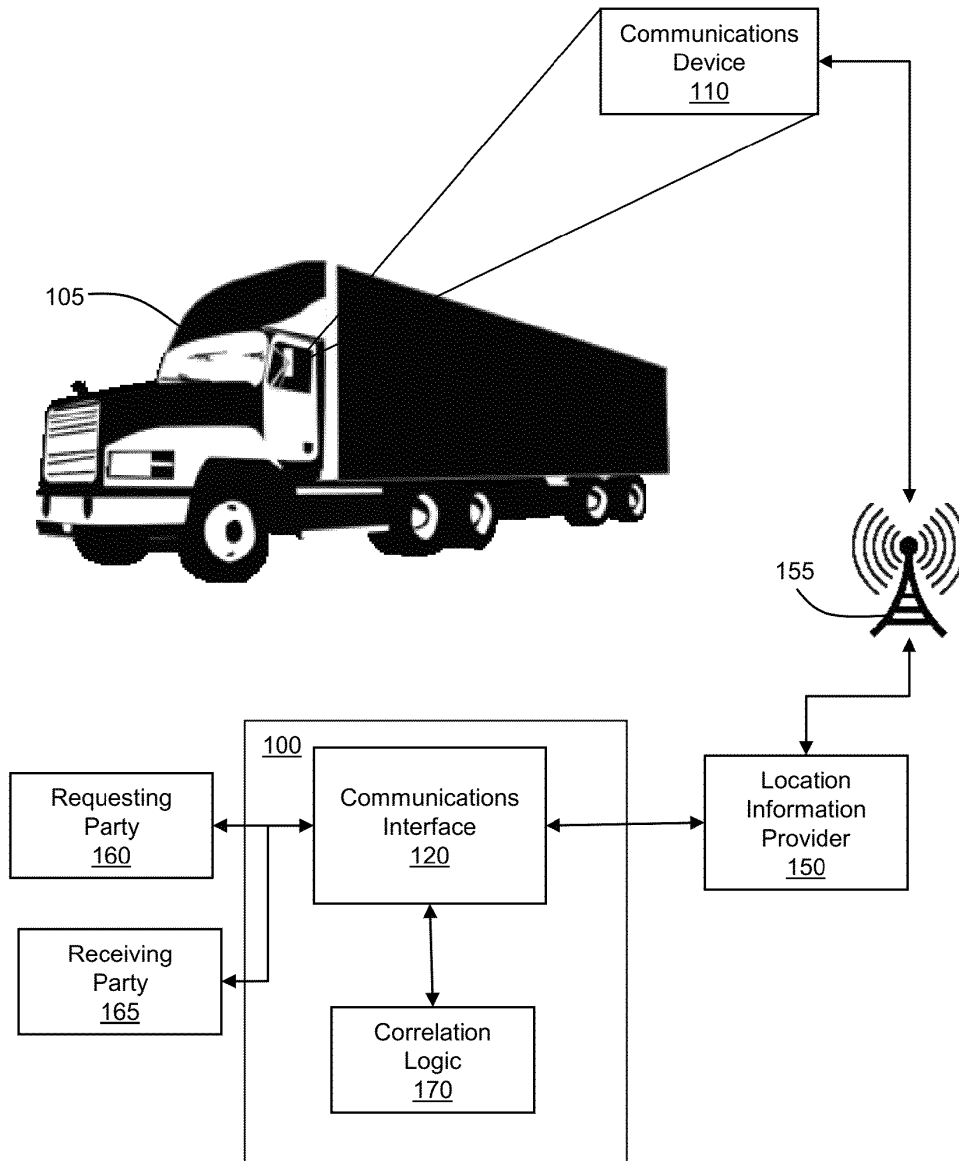 Communications
Device
110
105
155
100
Communications
Interface
120
Requesting
Party
160
Location
Information
Provider
150
Receiving
Party
165
Correlation
Logic
170